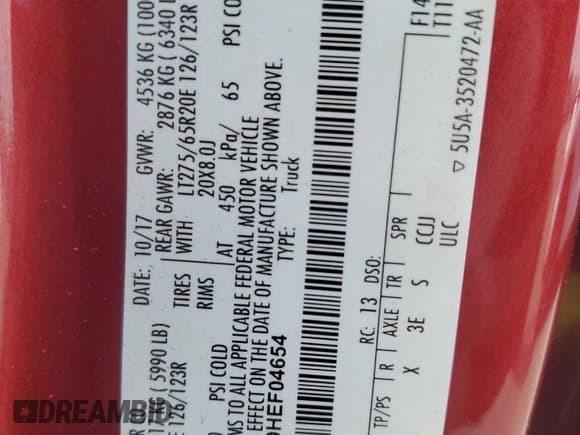 DATE: 10/17 GVWR: 4536 KG (100
REAR GAWR: 2876 KG ( 6340
( 5990 LB) TIRES WITH LT275/65R20E 126/123R
126/123R RIMS 20X8.0J
PSI COLD AT 450 kPa/ 65 PSI CO
MS TO ALL APPLICABLE FEDERAL MOTOR VEHICLE
EFFECT ON THE DATE OF MANUFACTURE SHOWN ABOVE.
HEF04654 TYPE: Truck
F14
T11
RC: 13 DSO:
TP/PS R AXLE TR SPR
X 3E S CCJJ
ULC
▽ 5U5A-3520472-AA
DREAMBID